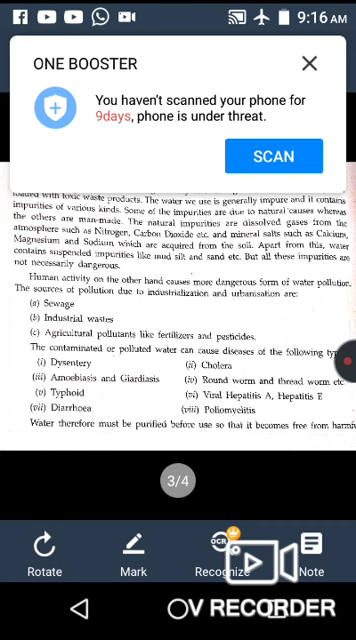 9:16 AM
ONE BOOSTER
You haven't scanned your phone for
9days, phone is under threat.
SCAN
loaded with toxic waste products. The water we use is generally impure and it contains
impurities of various kinds. Some of the impurities are due to natural causes whereas
the others are man-made. The natural impurities are dissolved gases from the
atmosphere such as Nitrogen, Carbon Dioxide etc. and mineral salts such as Calcium,
Magnesium and Sodium which are acquired from the soil. Apart from this, water
contains suspended impurities like mud silt and sand etc. But all these impurities are
not necessarily dangerous.
Human activity on the other hand causes more dangerous form of water pollution.
The sources of pollution due to industrialization and urbanisation are:
(a) Sewage
(b) Industrial wastes
(c) Agricultural pollutants like fertilizers and pesticides.
The contaminated or polluted water can cause diseases of the following typ
(i) Dysentery (ii) Cholera
(iii) Amoebiasis and Giardiasis (iv) Round worm and thread worm etc
(v) Typhoid (vi) Viral Hepatitis A, Hepatitis E
(vii) Diarrhoea (viii) Poliomyelitis
Water therefore must be purified before use so that it becomes free from harmfu
3/4
OCR
Rotate Mark Recognize Note
V RECORDER